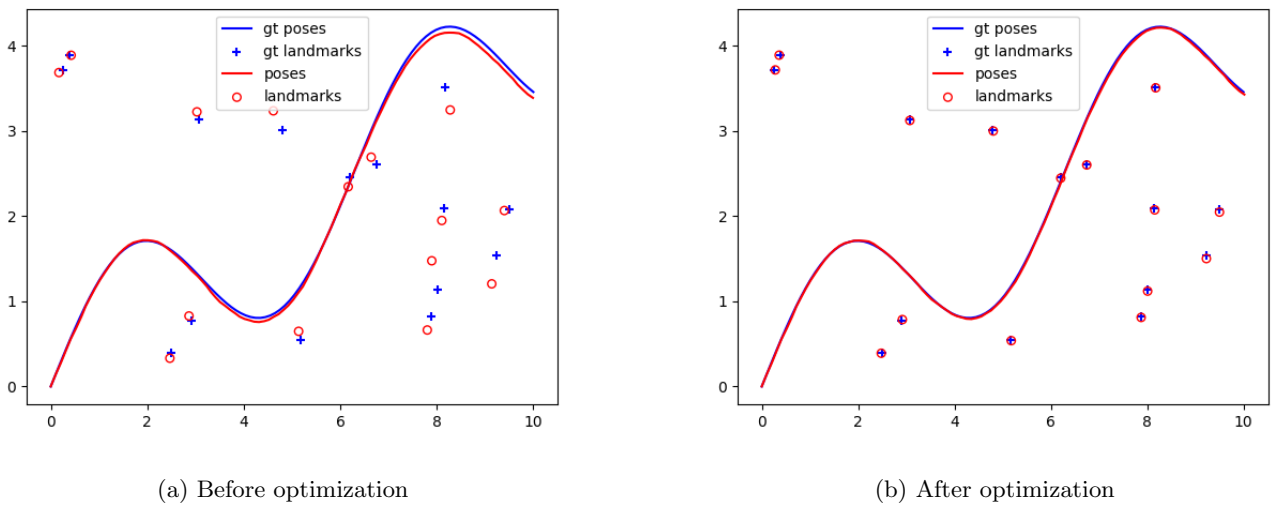 gt poses
gt landmarks
poses
landmarks
4
3
2
1
0
0 2 4 6 8 10
(a) Before optimization
gt poses
gt landmarks
poses
landmarks
4
3
2
1
0
0 2 4 6 8 10
(b) After optimization